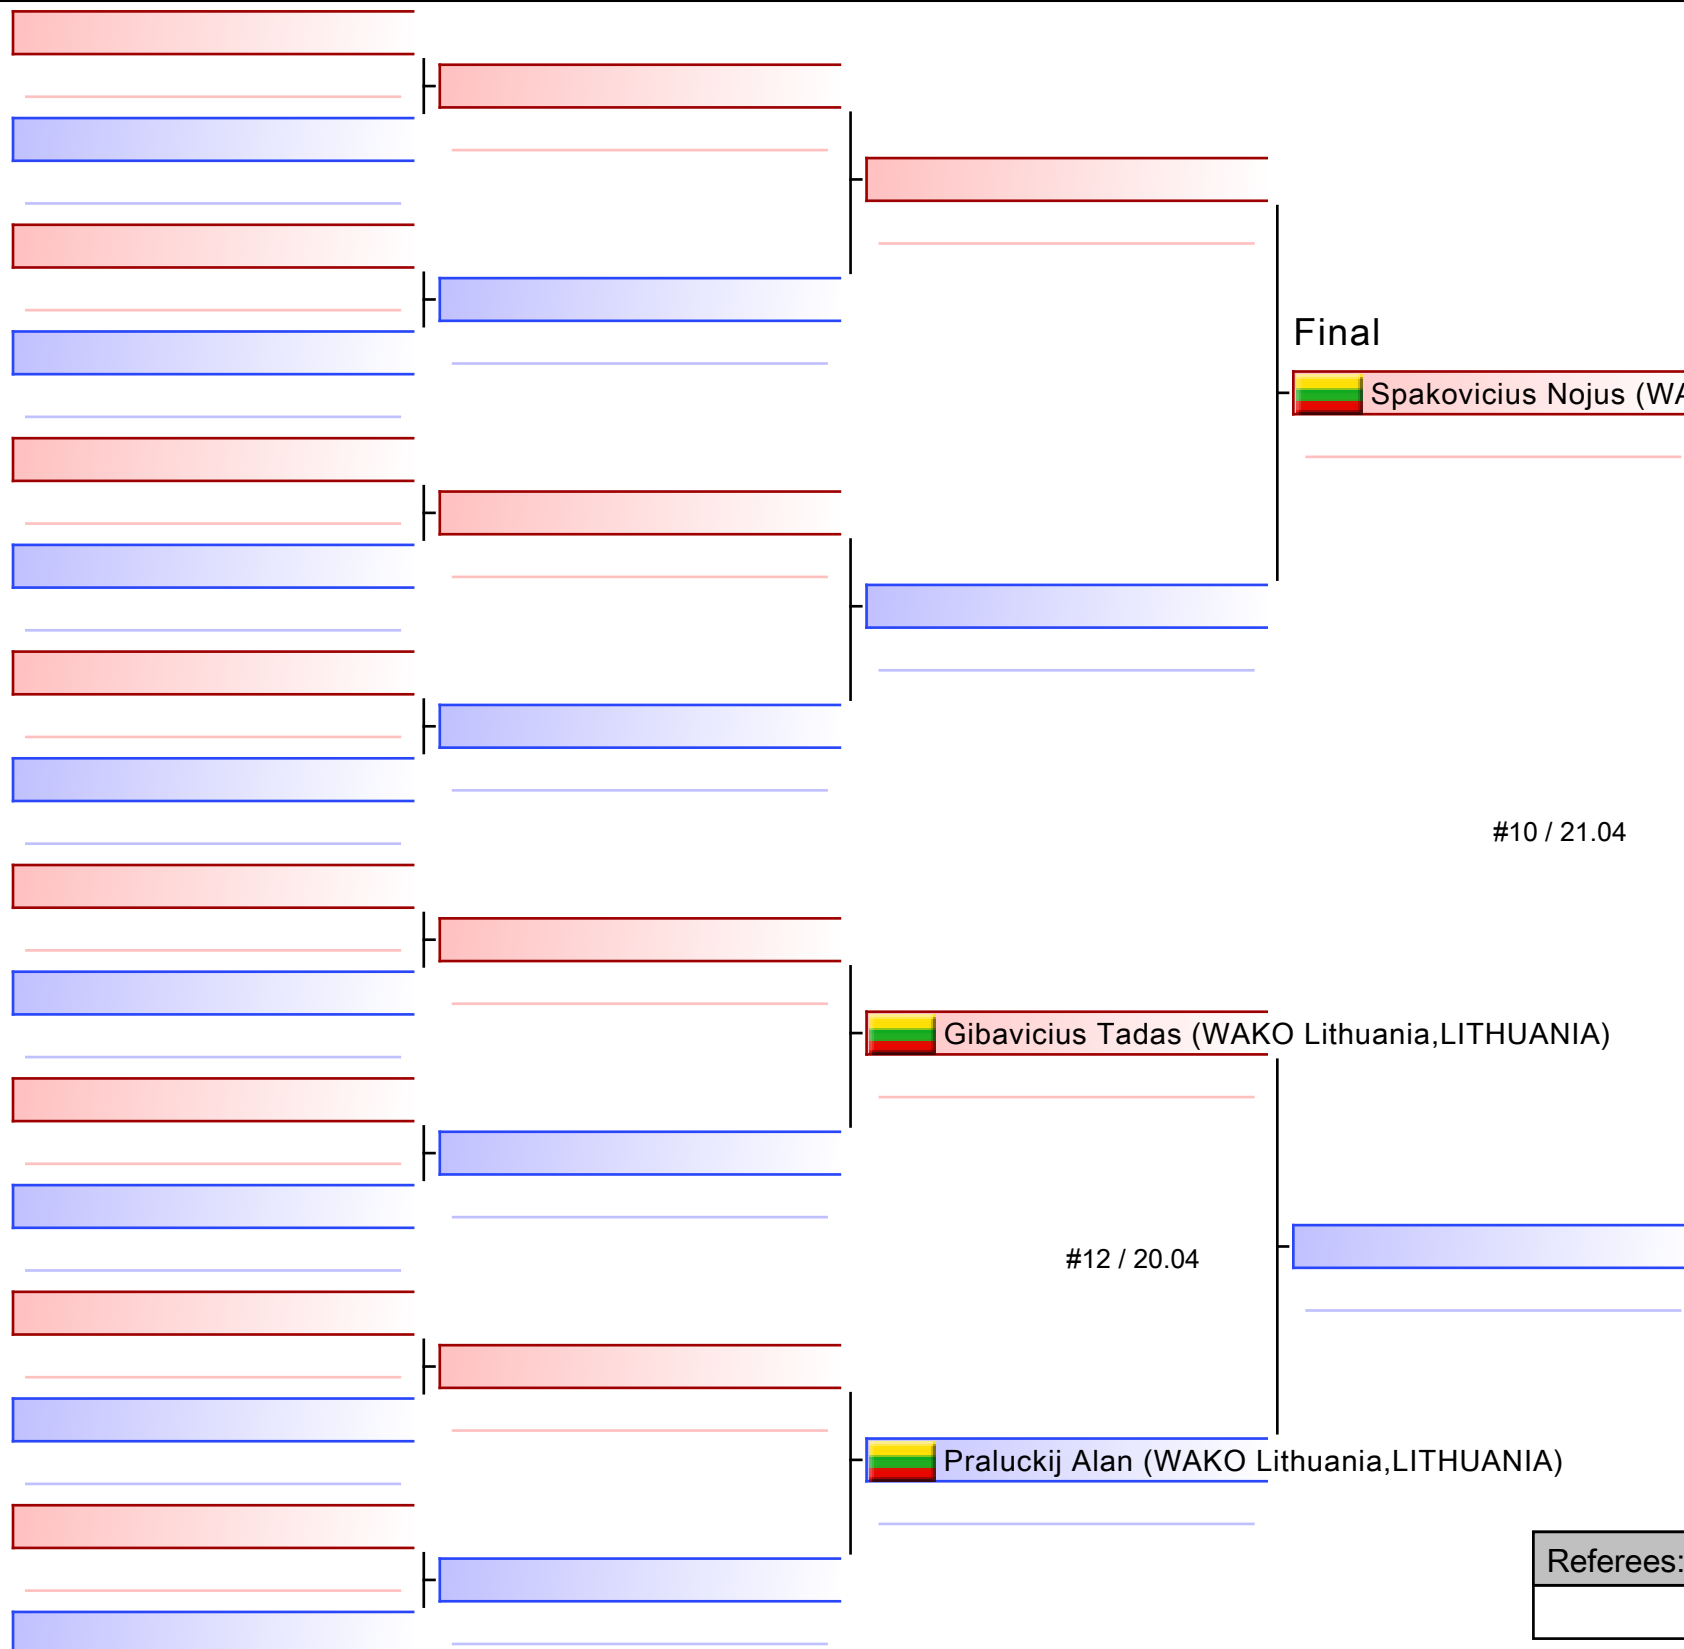 Final
Spakovicius Nojus (WA
#10 / 21.04
Gibavicius Tadas (WAKO Lithuania,LITHUANIA)
#12 / 20.04
Praluckij Alan (WAKO Lithuania,LITHUANIA)
Referees: